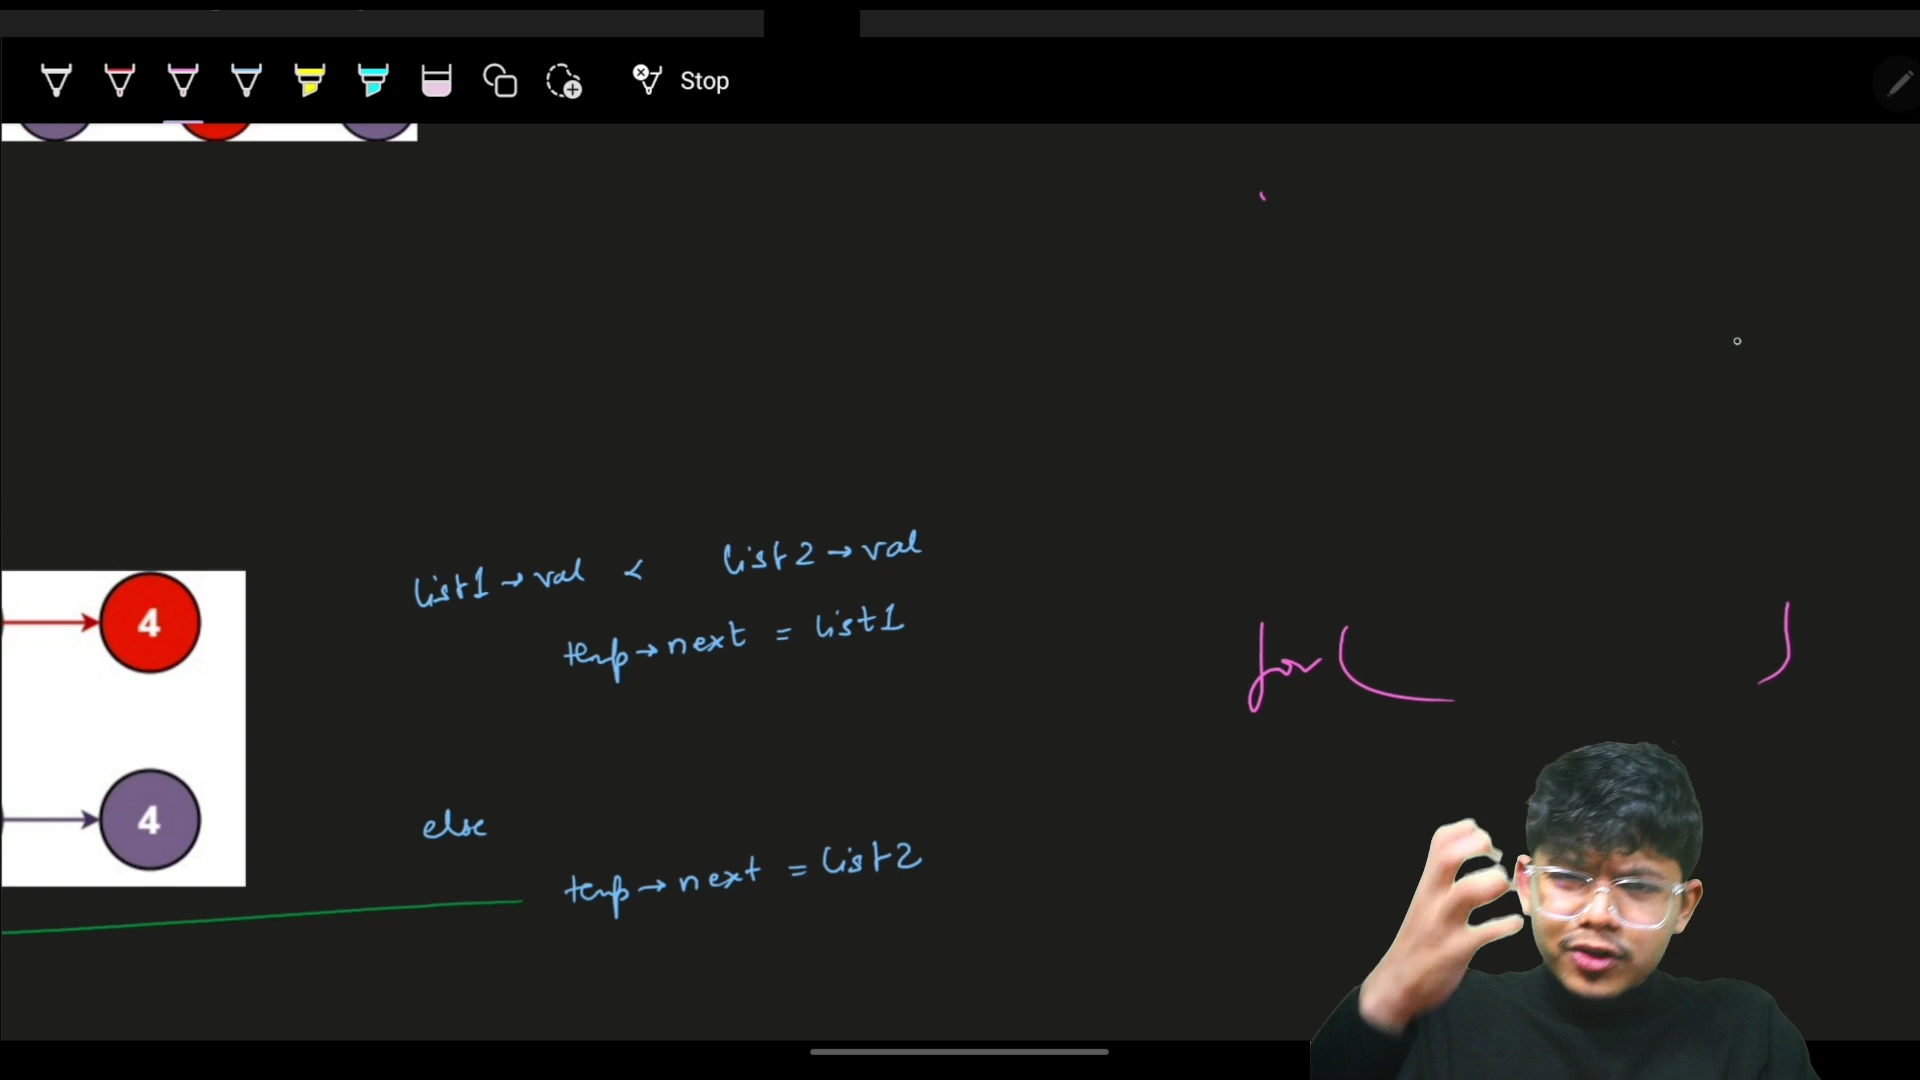 Stop
list1→val < list2→val
temp→next = list1
for( )
4
4
else
temp→next = list2